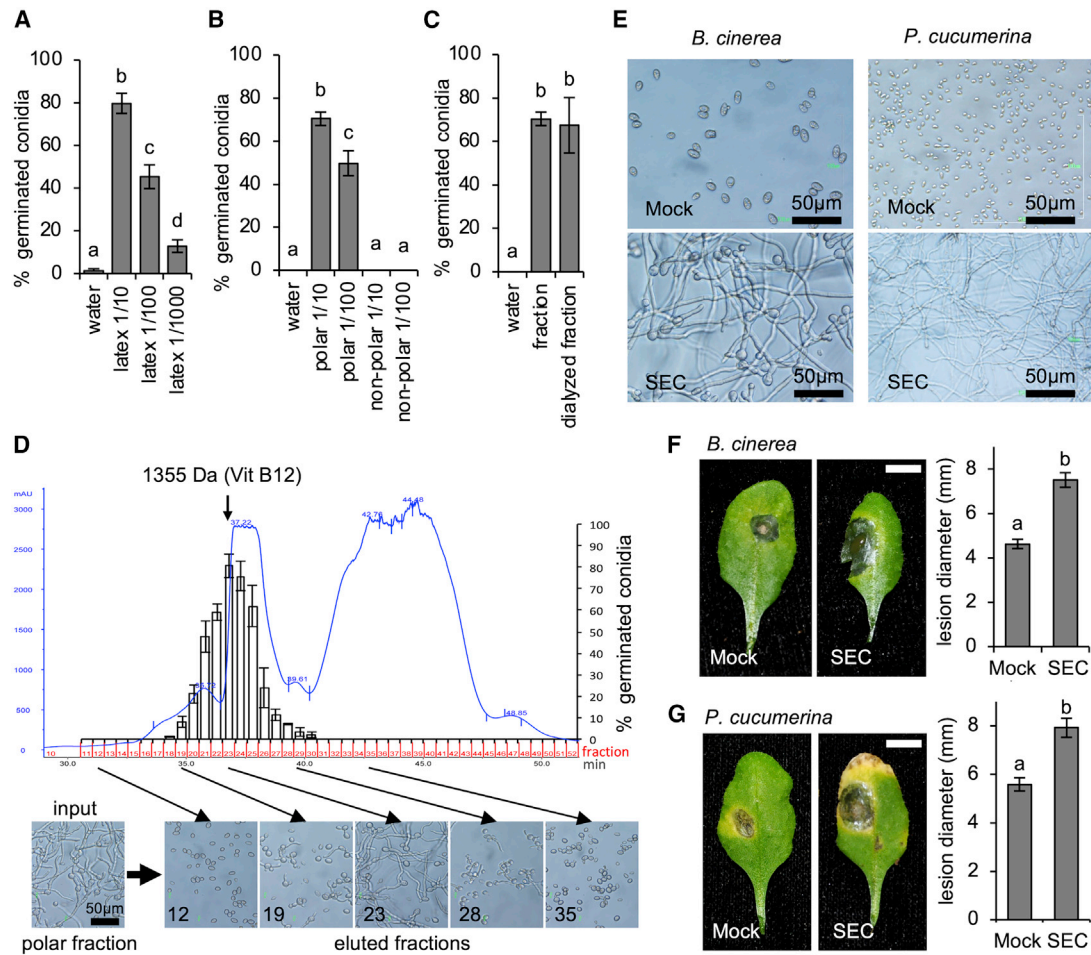 A
% germinated conidia
100
80
60
40
20
0
a
b
c
d
water
latex 1/10
latex 1/100
latex 1/1000
B
% germinated conidia
100
80
60
40
20
0
a
b
c
a
a
water
polar 1/10
polar 1/100
non-polar 1/10
non-polar 1/100
C
% germinated conidia
100
80
60
40
20
0
a
b
b
water
fraction
dialyzed fraction
E
B. cinerea
P. cucumerina
Mock
50µm
Mock
50µm
SEC
50µm
SEC
50µm
D
1355 Da (Vit B12)
mAU
3000
2500
2000
1500
1000
500
0
37.22
39.61
42.76
44.48
48.85
100
90
80
70
60
50
40
30
20
10
0
% germinated conidia
10 11 12 13 14 15 16 17 18 19 20 21 22 23 24 25 26 27 28 29 30 31 32 33 34 35 36 37 38 39 40 41 42 43 44 45 46 47 48 49 50 51 52
fraction
30.0
35.0
40.0
45.0
50.0
min
input
50µm
polar fraction
12
19
23
28
35
eluted fractions
F
B. cinerea
Mock
SEC
lesion diameter (mm)
10
8
6
4
2
0
a
b
Mock SEC
G
P. cucumerina
Mock
SEC
lesion diameter (mm)
10
8
6
4
2
0
a
b
Mock SEC